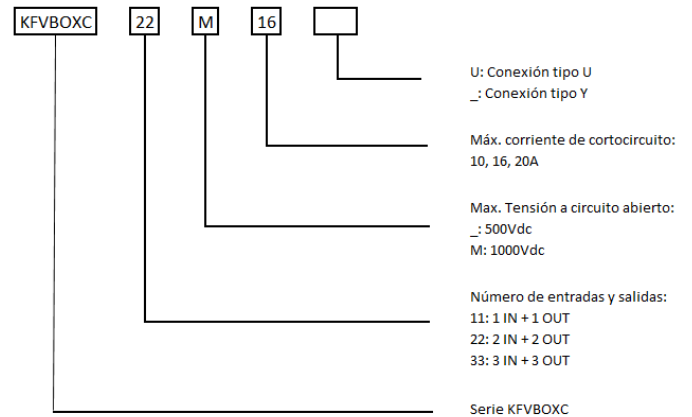 KFVBOXC 22 M 16
U: Conexión tipo U
_: Conexión tipo Y
Máx. corriente de cortocircuito:
10, 16, 20A
Max. Tensión a circuito abierto:
_: 500Vdc
M: 1000Vdc
Número de entradas y salidas:
11: 1 IN + 1 OUT
22: 2 IN + 2 OUT
33: 3 IN + 3 OUT
Serie KFVBOXC